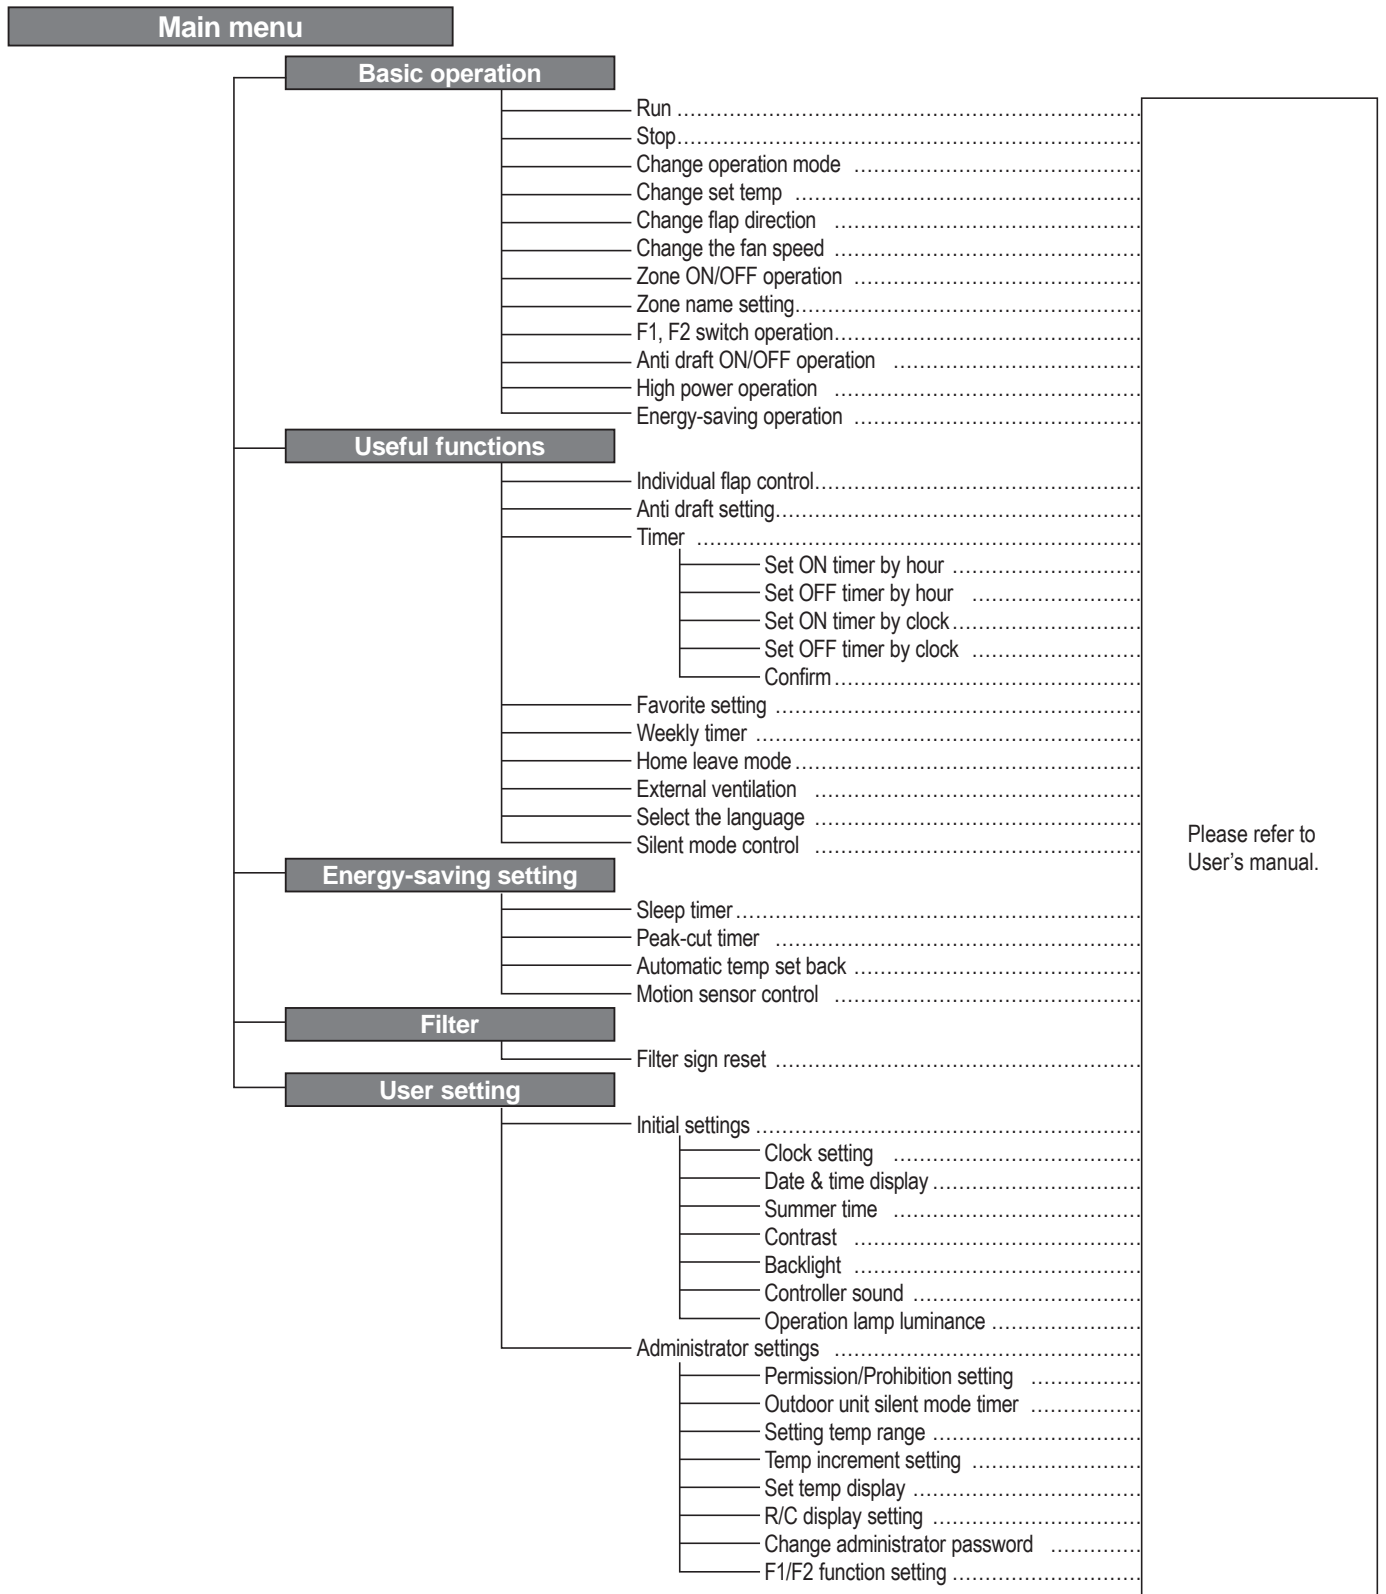 Main menu
Basic operation
Run
Stop
Change operation mode
Change set temp
Change flap direction
Change the fan speed
Zone ON/OFF operation
Zone name setting
F1, F2 switch operation
Anti draft ON/OFF operation
High power operation
Energy-saving operation
Useful functions
Individual flap control
Anti draft setting
Timer
Set ON timer by hour
Set OFF timer by hour
Set ON timer by clock
Set OFF timer by clock
Confirm
Favorite setting
Weekly timer
Home leave mode
External ventilation
Select the language
Silent mode control
Energy-saving setting
Sleep timer
Peak-cut timer
Automatic temp set back
Motion sensor control
Filter
Filter sign reset
User setting
Initial settings
Clock setting
Date & time display
Summer time
Contrast
Backlight
Controller sound
Operation lamp luminance
Administrator settings
Permission/Prohibition setting
Outdoor unit silent mode timer
Setting temp range
Temp increment setting
Set temp display
R/C display setting
Change administrator password
F1/F2 function setting
Please refer to
User's manual.